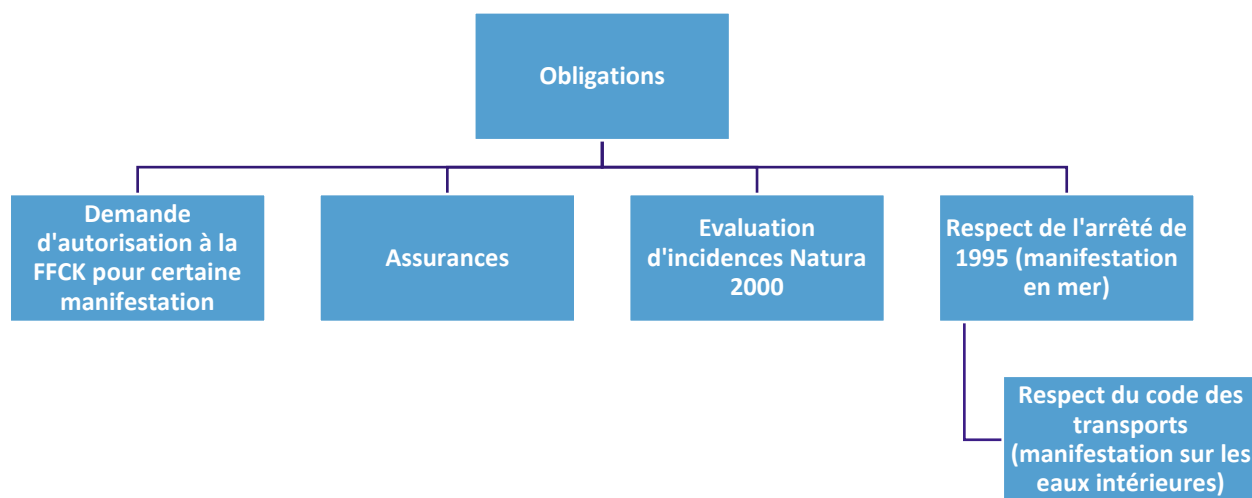 Obligations
Demande
d'autorisation à la
FFCK pour certaine
manifestation
Assurances
Evaluation
d'incidences Natura
2000
Respect de l'arrêté de
1995 (manifestation
en mer)
Respect du code des
transports
(manifestation sur les
eaux intérieures)